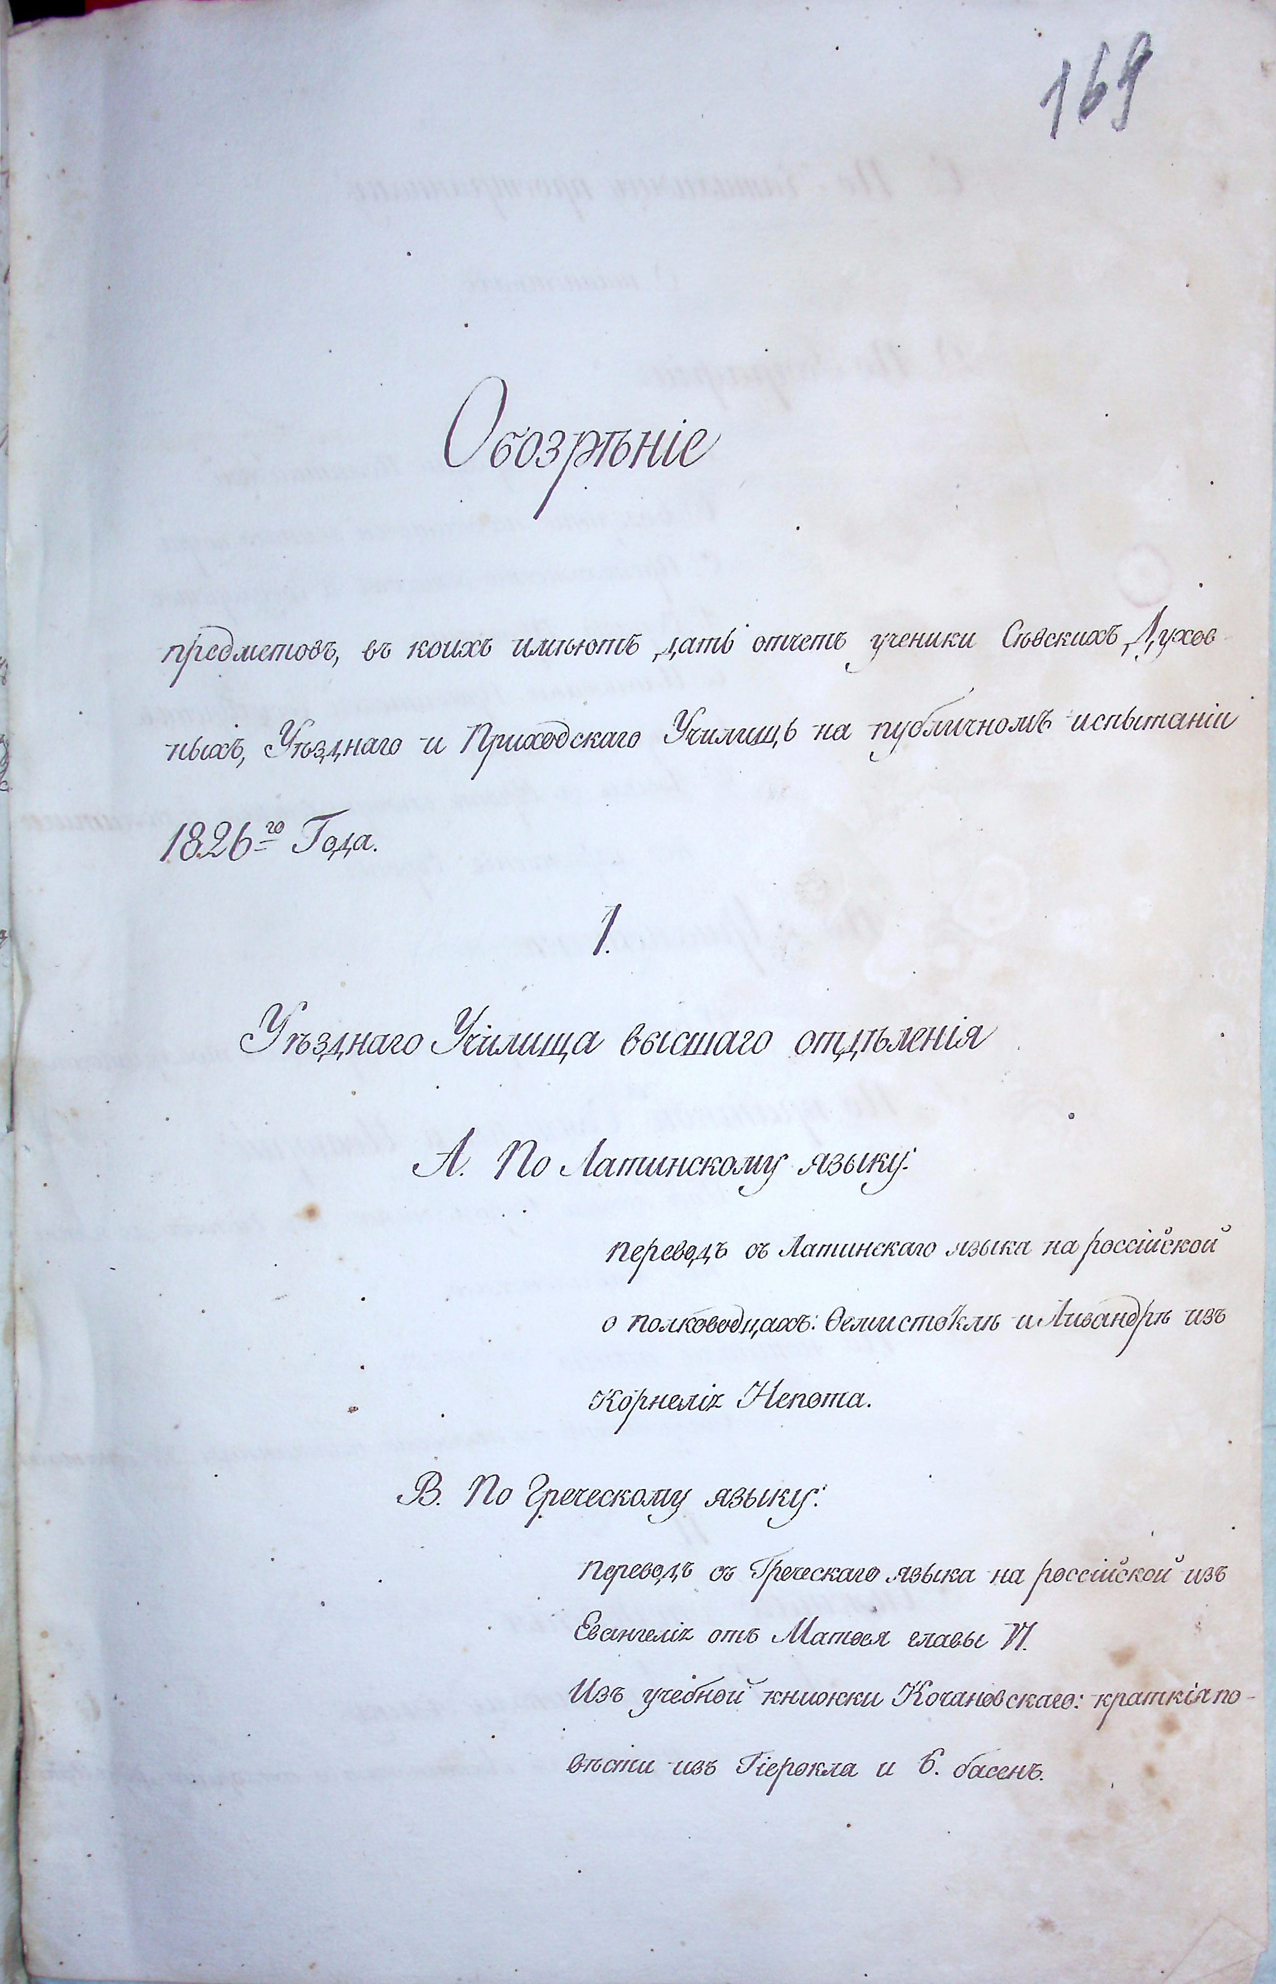 169
Обозрѣніе
предметовъ, въ коихъ имѣютъ дать отчетъ ученики Сѣвскихъ Духов-
ныхъ, Уѣзднаго и Приходскаго Училищъ на публичномъ испытаніи
1826го Года.
I.
Уѣзднаго Училища высшаго отдѣленія
А. По Латинскому языку:
переводъ съ Латинскаго языка на россійской
о полководцахъ: Ѳемистоклѣ и Лизандрѣ изъ
Корнелія Непота.
В. По Греческому языку:
переводъ съ Греческаго языка на россійской изъ
Евангелія отъ Матѳея главы VI.
Изъ учебной книжки Кочановскаго: краткія по-
вѣсти изъ Гіерокла и 6. басенъ.